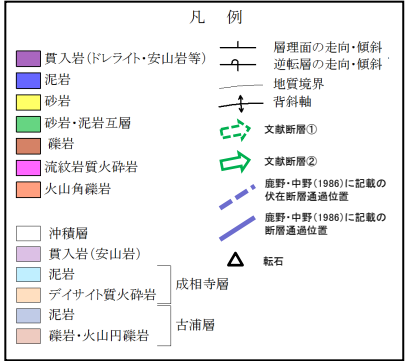 凡 例
貫入岩(ドレライト・安山岩等)
泥岩
砂岩
砂岩・泥岩互層
礫岩
流紋岩質火砕岩
火山角礫岩
沖積層
貫入岩(安山岩)
泥岩
デイサイト質火砕岩
成相寺層
泥岩
礫岩・火山円礫岩
古浦層
層理面の走向・傾斜
逆転層の走向・傾斜
地質境界
背斜軸
文献断層①
文献断層②
鹿野・中野(1986)に記載の
伏在断層通過位置
鹿野・中野(1986)に記載の
断層通過位置
転石